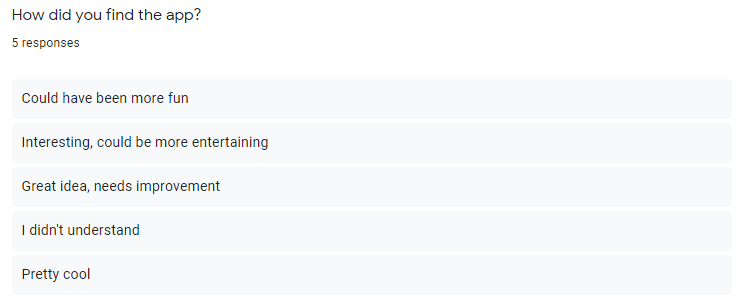 How did you find the app?
5 responses
Could have been more fun
Interesting, could be more entertaining
Great idea, needs improvement
I didn't understand
Pretty cool